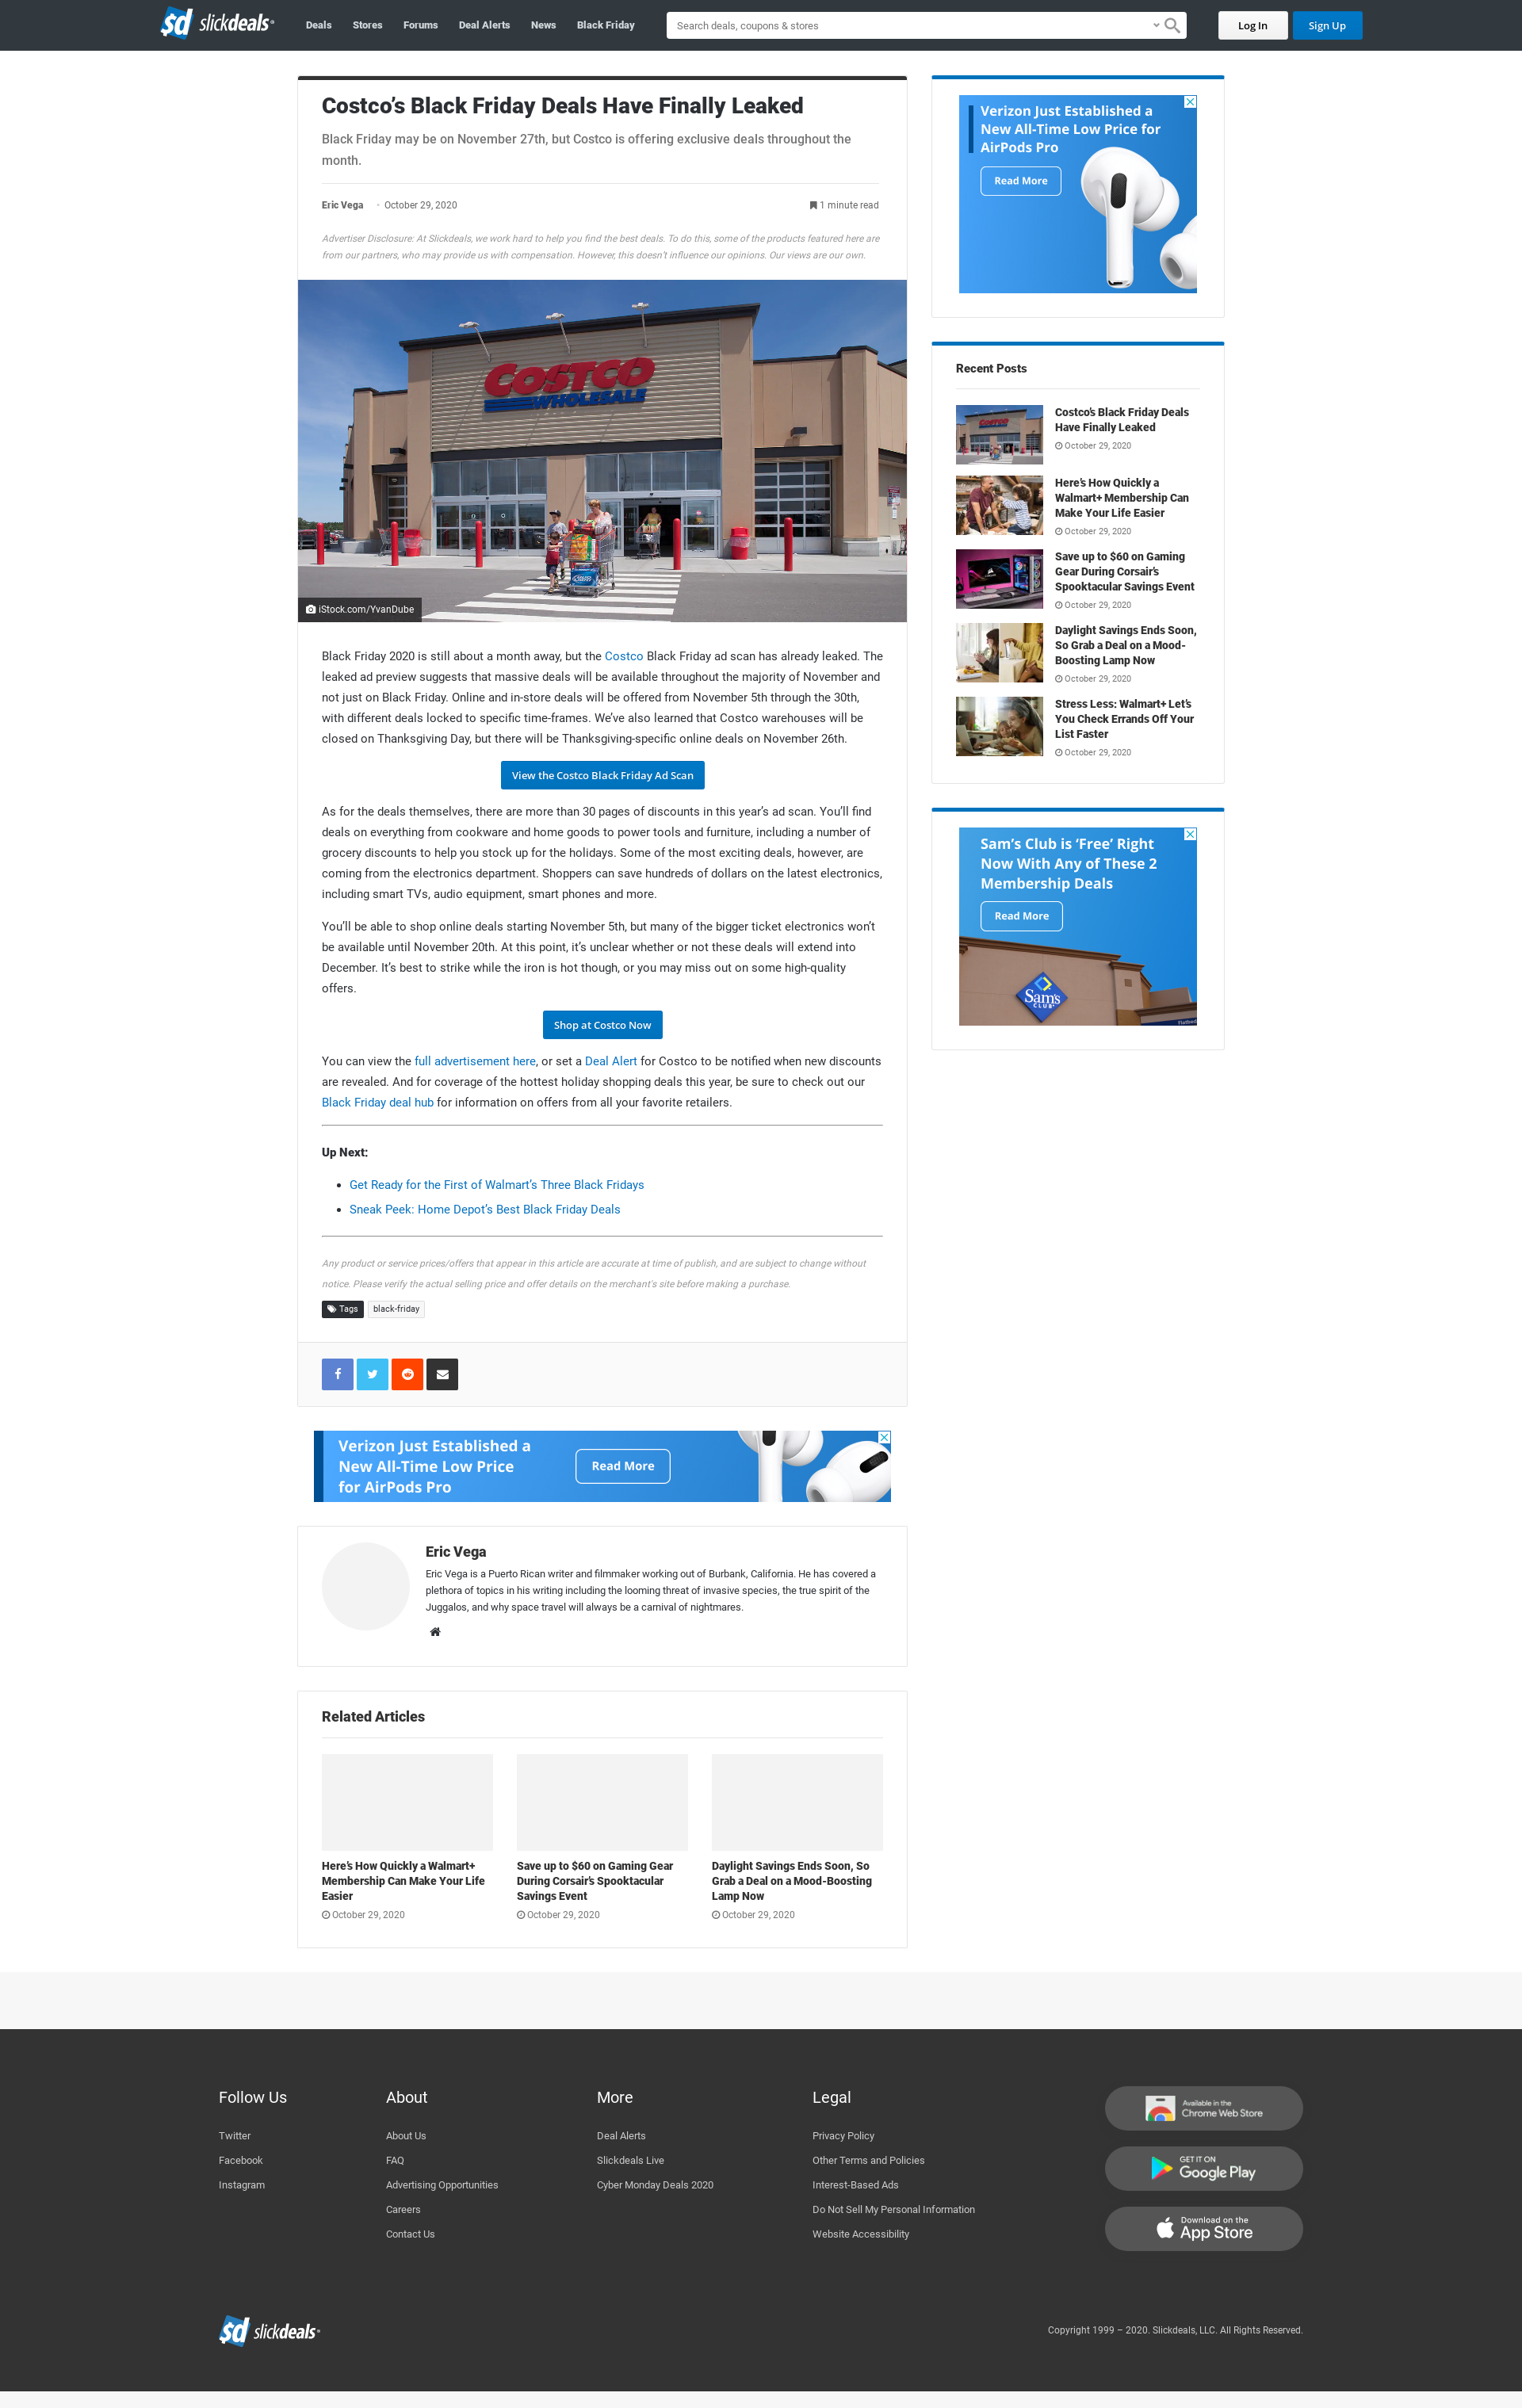 sd slickdeals
Deals
Stores
Forums
Deal Alerts
News
Black Friday
Search deals, coupons & stores
Log In
Sign Up
Costco's Black Friday Deals Have Finally Leaked
Black Friday may be on November 27th, but Costco is offering exclusive deals throughout the
month.
Eric Vega • October 29, 2020
1 minute read
Advertiser Disclosure: At Slickdeals, we work hard to help you find the best deals. To do this, some of the products featured here are
from our partners, who may provide us with compensation. However, this doesn't influence our opinions. Our views are our own.
COSTCO
WHOLESALE
iStock.com/YvanDube
Black Friday 2020 is still about a month away, but the Costco Black Friday ad scan has already leaked. The
leaked ad preview suggests that massive deals will be available throughout the majority of November and
not just on Black Friday. Online and in-store deals will be offered from November 5th through the 30th,
with different deals locked to specific time-frames. We've also learned that Costco warehouses will be
closed on Thanksgiving Day, but there will be Thanksgiving-specific online deals on November 26th.
View the Costco Black Friday Ad Scan
As for the deals themselves, there are more than 30 pages of discounts in this year's ad scan. You'll find
deals on everything from cookware and home goods to power tools and furniture, including a number of
grocery discounts to help you stock up for the holidays. Some of the most exciting deals, however, are
coming from the electronics department. Shoppers can save hundreds of dollars on the latest electronics,
including smart TVs, audio equipment, smart phones and more.
You'll be able to shop online deals starting November 5th, but many of the bigger ticket electronics won't
be available until November 20th. At this point, it's unclear whether or not these deals will extend into
December. It's best to strike while the iron is hot though, or you may miss out on some high-quality
offers.
Shop at Costco Now
You can view the full advertisement here, or set a Deal Alert for Costco to be notified when new discounts
are revealed. And for coverage of the hottest holiday shopping deals this year, be sure to check out our
Black Friday deal hub for information on offers from all your favorite retailers.
Up Next:
• Get Ready for the First of Walmart's Three Black Fridays
• Sneak Peek: Home Depot's Best Black Friday Deals
Any product or service prices/offers that appear in this article are accurate at time of publish, and are subject to change without
notice. Please verify the actual selling price and offer details on the merchant's site before making a purchase.
Tags
black-friday
Verizon Just Established a
New All-Time Low Price
for AirPods Pro
Read More
Eric Vega
Eric Vega is a Puerto Rican writer and filmmaker working out of Burbank, California. He has covered a
plethora of topics in his writing including the looming threat of invasive species, the true spirit of the
Juggalos, and why space travel will always be a carnival of nightmares.
Related Articles
Here's How Quickly a Walmart+
Membership Can Make Your Life
Easier
October 29, 2020
Save up to $60 on Gaming Gear
During Corsair's Spooktacular
Savings Event
October 29, 2020
Daylight Savings Ends Soon, So
Grab a Deal on a Mood-Boosting
Lamp Now
October 29, 2020
Verizon Just Established a
New All-Time Low Price for
AirPods Pro
Read More
Recent Posts
Costco's Black Friday Deals
Have Finally Leaked
October 29, 2020
Here's How Quickly a
Walmart+ Membership Can
Make Your Life Easier
October 29, 2020
Save up to $60 on Gaming
Gear During Corsair's
Spooktacular Savings Event
October 29, 2020
Daylight Savings Ends Soon,
So Grab a Deal on a Mood-
Boosting Lamp Now
October 29, 2020
Stress Less: Walmart+ Let's
You Check Errands Off Your
List Faster
October 29, 2020
Sam's Club is 'Free' Right
Now With Any of These 2
Membership Deals
Read More
Sam's
CLUB
Follow Us
Twitter
Facebook
Instagram
About
About Us
FAQ
Advertising Opportunities
Careers
Contact Us
More
Deal Alerts
Slickdeals Live
Cyber Monday Deals 2020
Legal
Privacy Policy
Other Terms and Policies
Interest-Based Ads
Do Not Sell My Personal Information
Website Accessibility
Available in the
Chrome Web Store
GET IT ON
Google Play
Download on the
App Store
sd slickdeals
Copyright 1999 – 2020. Slickdeals, LLC. All Rights Reserved.